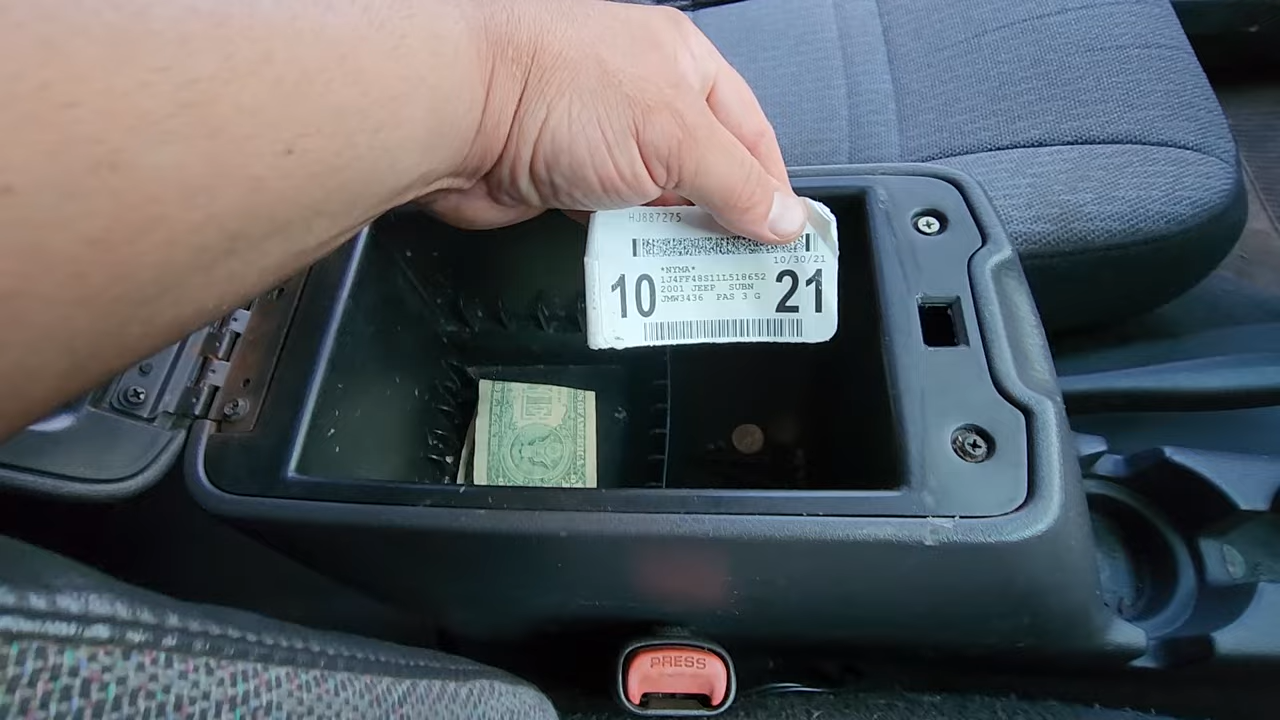 HJ887275
10/30/21
*NYMA*
1J4FF48S11L518652
2001 JEEP SUBN
JMW3436 PAS 3 G
10 21
PRESS